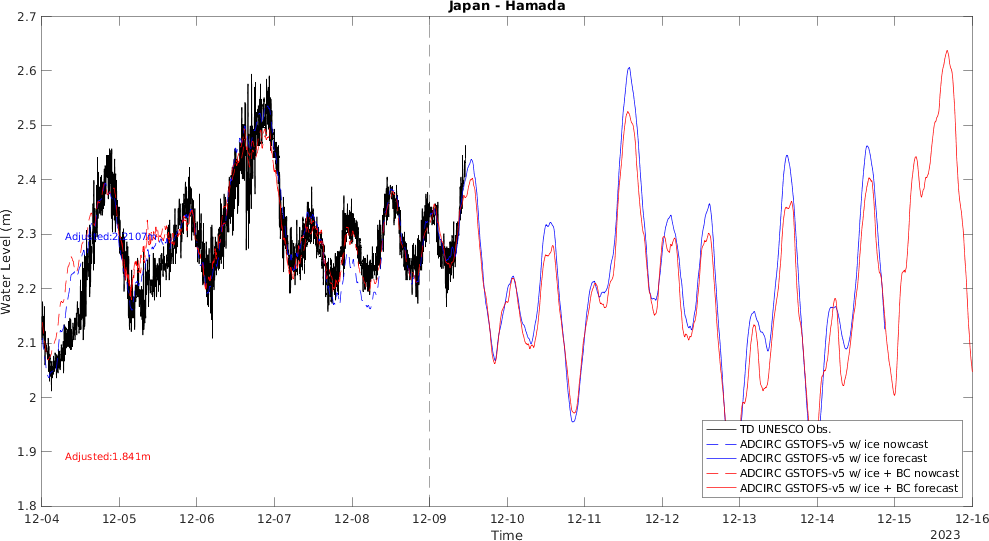 Japan - Hamada
2.7
2.6
2.5
2.4
2.3
2.2
2.1
2
1.9
1.8
Water Level (m)
Adjusted:2.2107m
Adjusted:1.841m
TD UNESCO Obs.
ADCIRC GSTOFS-v5 w/ ice nowcast
ADCIRC GSTOFS-v5 w/ ice forecast
ADCIRC GSTOFS-v5 w/ ice + BC nowcast
ADCIRC GSTOFS-v5 w/ ice + BC forecast
12-04 12-05 12-06 12-07 12-08 12-09 12-10 12-11 12-12 12-13 12-14 12-15 12-16
Time
2023